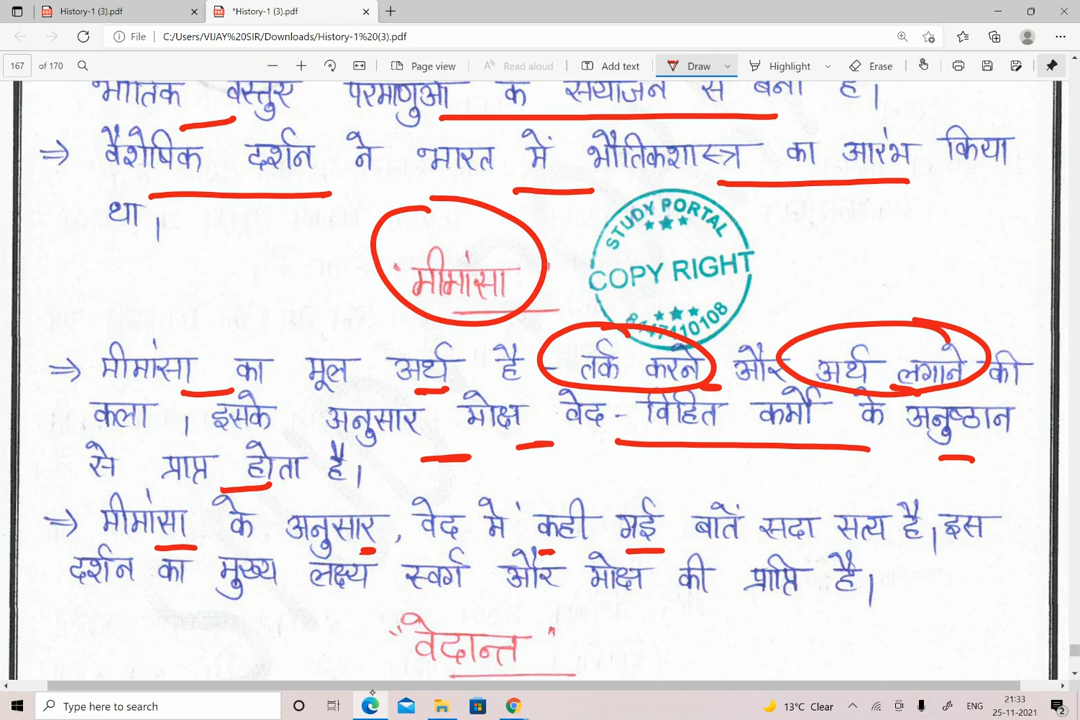 History-1 (3).pdf
*History-1 (3).pdf
File C:/Users/VIJAY%20SIR/Downloads/History-1%20(3).pdf
167 of 170 Page view Read aloud Add text Draw Highlight Erase
भौतिक वस्तुए परमाणुओ के संयोजन से बना है।
⇒ वैशेषिक दर्शन ने भारत में भौतिकशास्त्र का आरंभ किया
था।
STUDY PORTAL
COPY RIGHT
"मीमांसा"
⇒ मीमांसा का मूल अर्थ है - तर्क करने और अर्थ लगाने की
कला, इसके अनुसार मोक्ष वेद - विहित कर्मों के अनुष्ठान
से प्राप्त होता है।
⇒ मीमांसा के अनुसार, वेद में कही गई बातें सदा सत्य है। इस
दर्शन का मुख्य लक्ष्य स्वर्ग और मोक्ष की प्राप्ति है।
"वेदान्त"
Type here to search
13°C Clear
ENG
21:33
25-11-2021
2